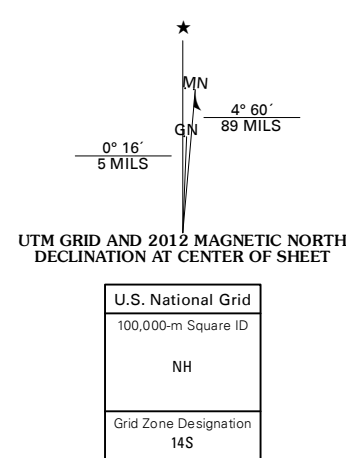 ★
MN
4° 60´
89 MILS
GN
0° 16´
5 MILS
UTM GRID AND 2012 MAGNETIC NORTH
DECLINATION AT CENTER OF SHEET
U.S. National Grid
100,000-m Square ID
NH
Grid Zone Designation
14S